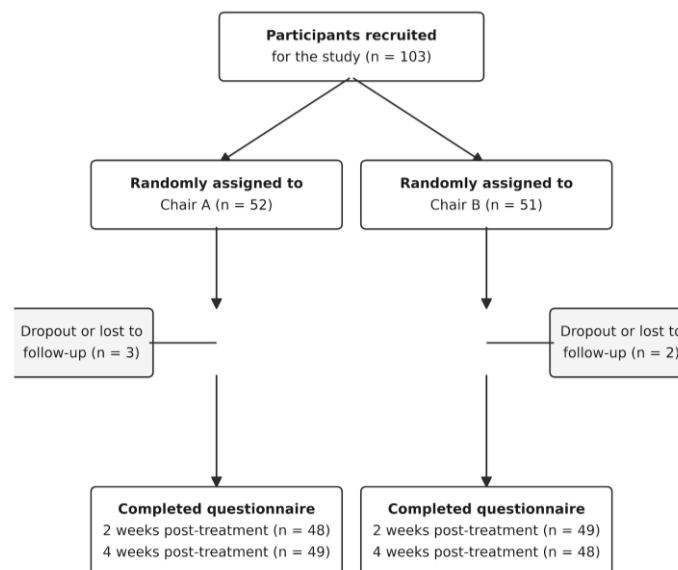 Participants recruited
for the study (n = 103)
Randomly assigned to
Chair A (n = 52)
Randomly assigned to
Chair B (n = 51)
Dropout or lost to
follow-up (n = 3)
Dropout or lost to
follow-up (n = 2)
Completed questionnaire
2 weeks post-treatment (n = 48)
4 weeks post-treatment (n = 49)
Completed questionnaire
2 weeks post-treatment (n = 49)
4 weeks post-treatment (n = 48)